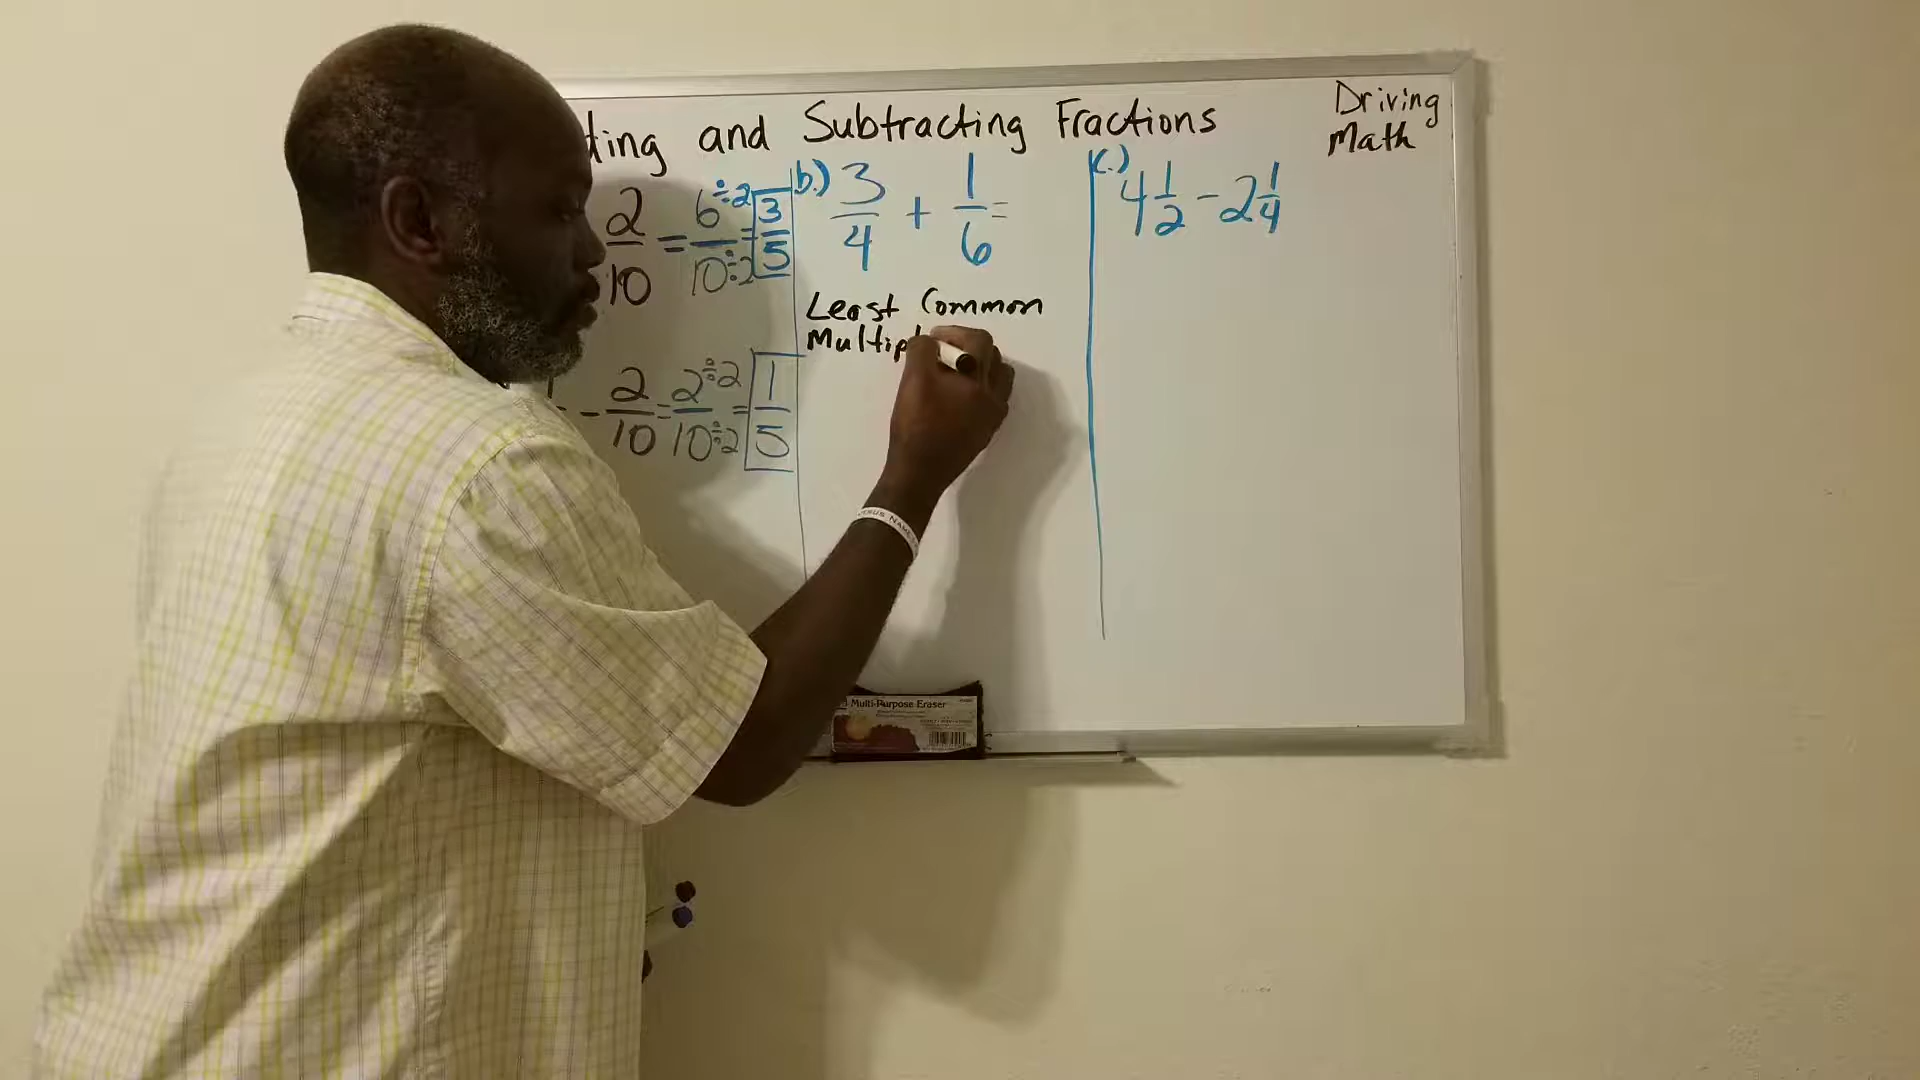 ting and Subtracting Fractions
Driving
Math
2/10 = 6÷2/10÷2 = 3/5
b.) 3/4 + 1/6 =
c.) 4 1/2 - 2 1/4
Least Common
Multip
- 2/10 = 2÷2/10÷2 = 1/5
Multi-Purpose Eraser